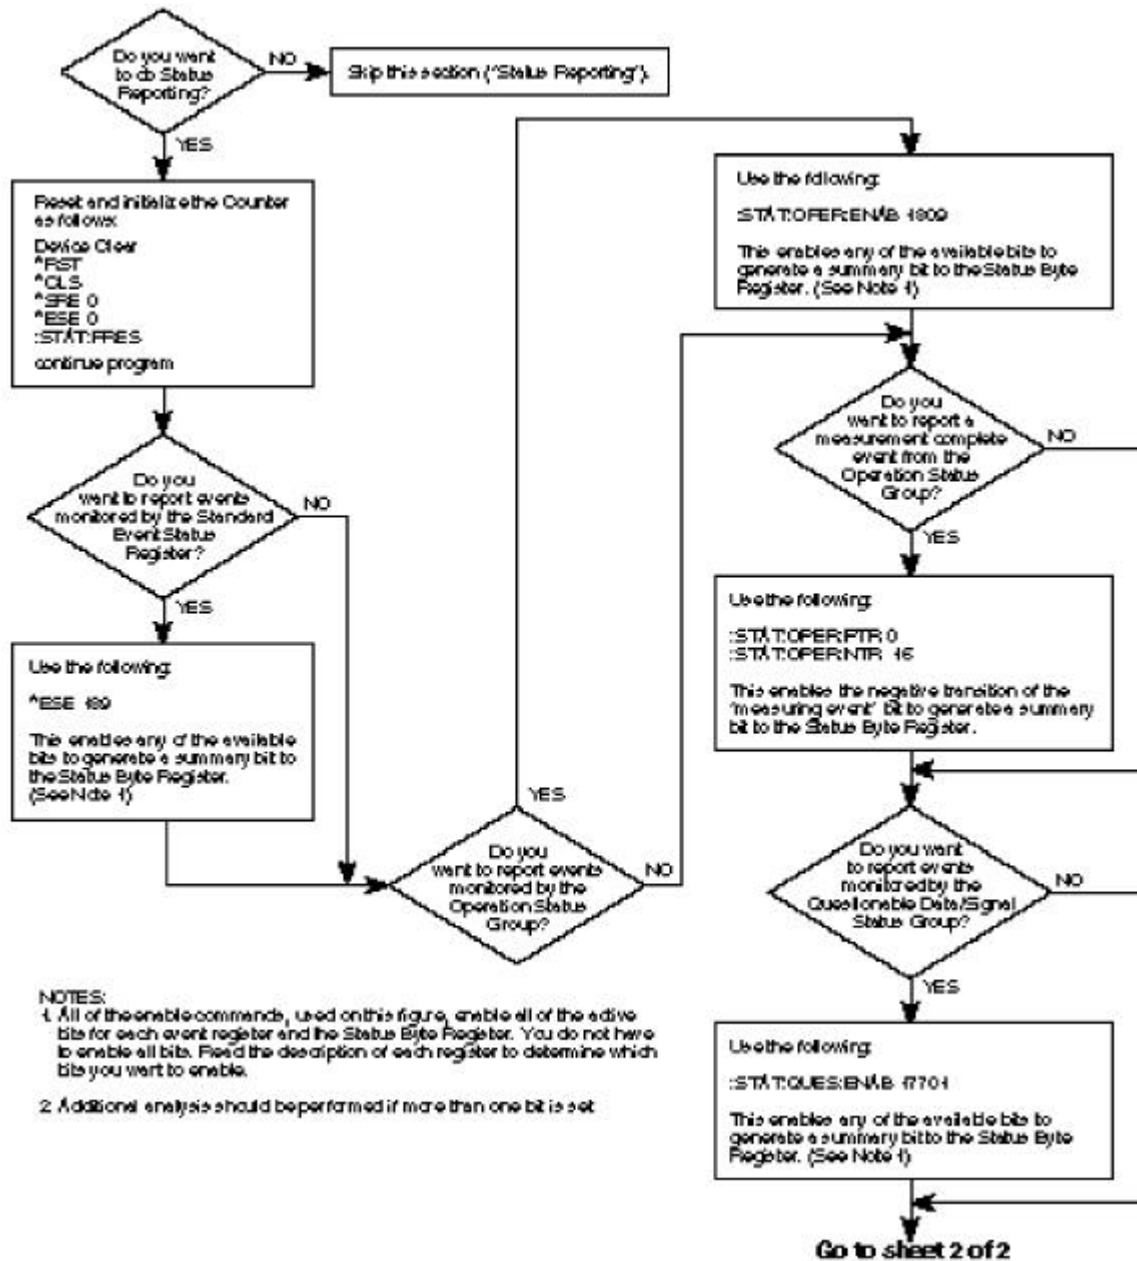 Do you want
to do Status
Reporting?
NO
Skip this section ("Status Reporting").
YES
Reset and initialize the Counter
as follows:
Device Clear
*RST
*CLS
*SRE 0
*ESE 0
:STAT:PRES
continue program
Do you
want to report events
monitored by the Standard
Event Status
Register?
NO
YES
Use the following:
*ESE 189
This enables any of the available
bits to generate a summary bit to
the Status Byte Register.
(See Note 1)
Do you
want to report events
monitored by the
Operation Status
Group?
YES
NO
Use the following:
:STAT:OPER:ENAB
This enables any of the available bits to
generate a summary bit to the Status Byte
Register. (See Note 1)
Do you
want to report a
measurement complete
event from the
Operation Status
Group?
NO
YES
Use the following:
:STAT:OPER:PTR 0
:STAT:OPER:NTR 16
This enables the negative transition of the
"measuring event" bit to generate a summary
bit to the Status Byte Register.
Do you want
to report events
monitored by the
Questionable Data/Signal
Status Group?
NO
YES
Use the following:
:STAT:QUES:ENAB
This enables any of the available bits to
generate a summary bit to the Status Byte
Register. (See Note 1)
Go to sheet 2 of 2
NOTES:
1. All of the enable commands, used on this figure, enable all of the active
bits for each event register and the Status Byte Register. You do not have
to enable all bits. Read the description of each register to determine which
bits you want to enable.
2. Additional analysis should be performed if more than one bit is set